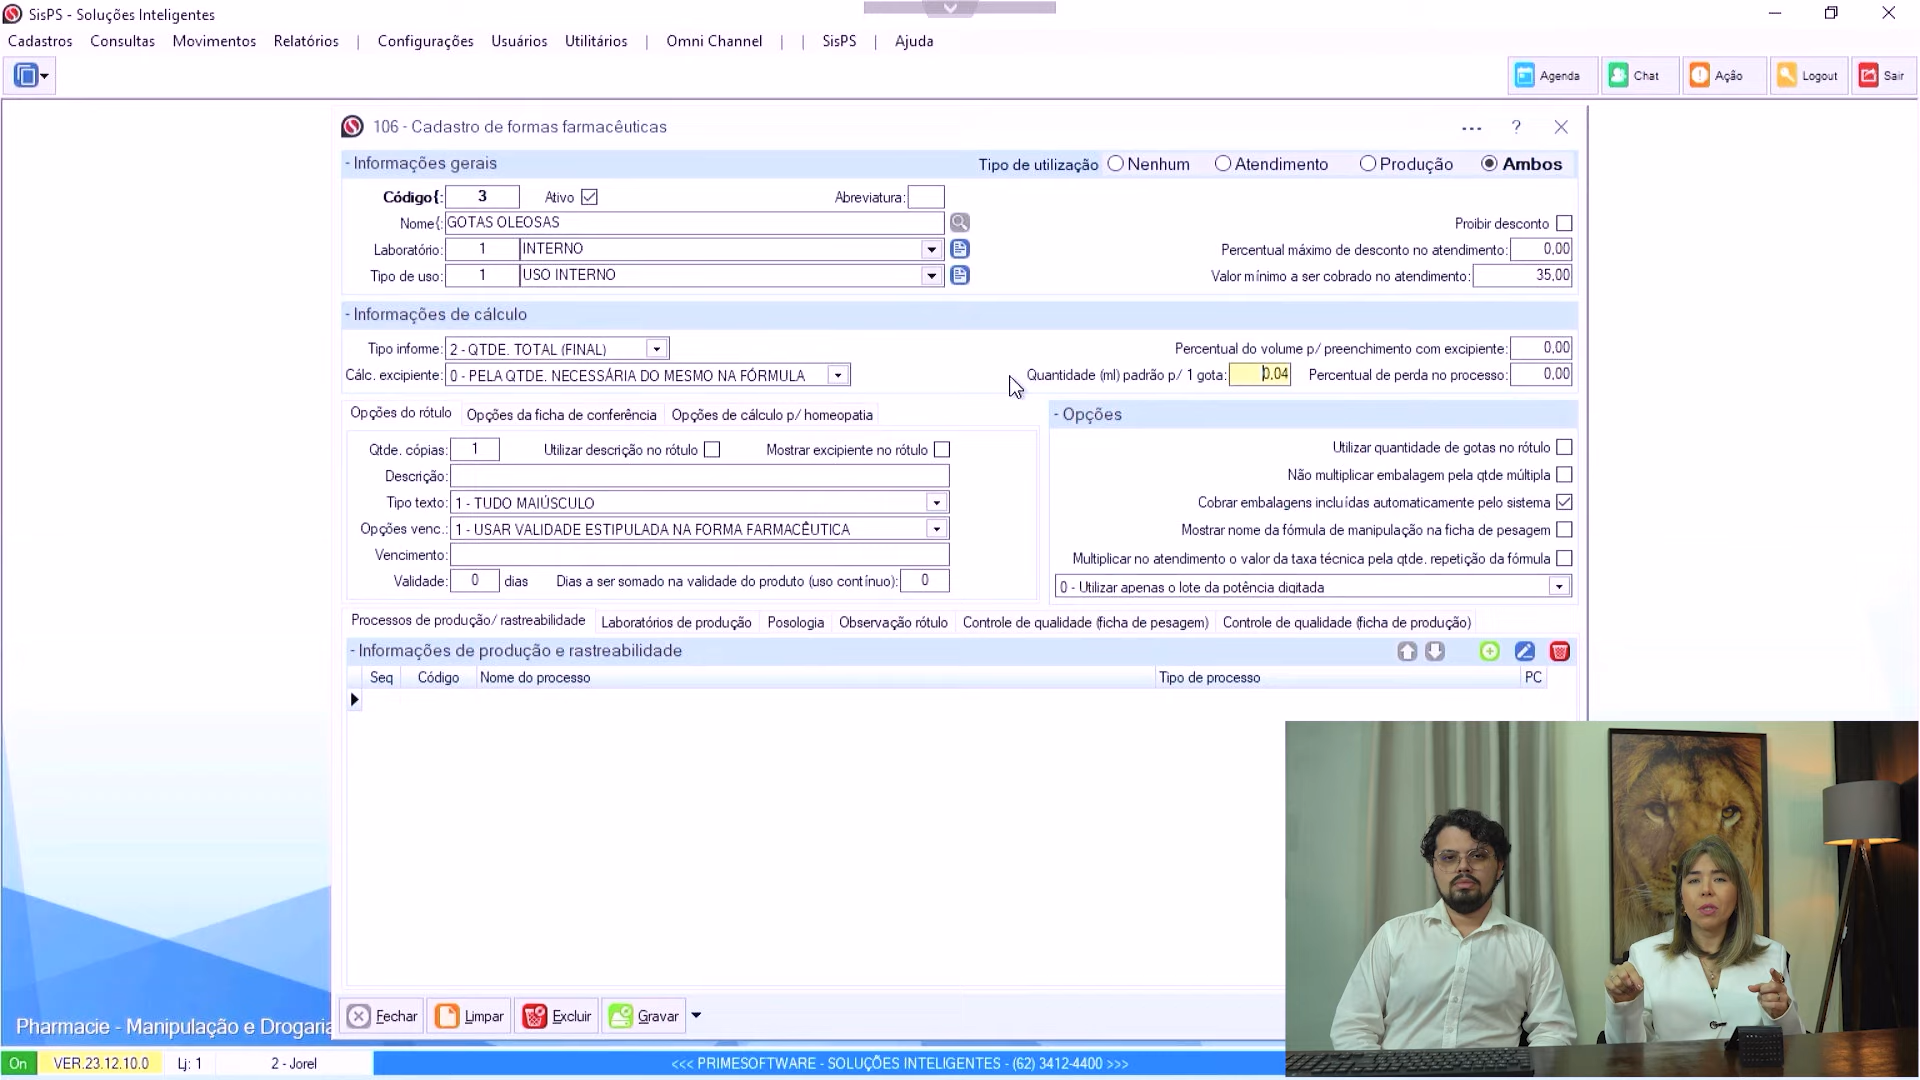 SisPS - Soluções Inteligentes
Cadastros Consultas Movimentos Relatórios | Configurações Usuários Utilitários | Omni Channel | | SisPS | Ajuda
Agenda Chat Ação Logout Sair
106 - Cadastro de formas farmacêuticas ... ?
- Informações gerais Tipo de utilização Nenhum Atendimento Produção Ambos
Código{: 3 Ativo Abreviatura:
Nome{: GOTAS OLEOSAS Proibir desconto
Laboratório: 1 INTERNO Percentual máximo de desconto no atendimento: 0,00
Tipo de uso: 1 USO INTERNO Valor mínimo a ser cobrado no atendimento: 35,00
- Informações de cálculo
Tipo informe: 2 - QTDE. TOTAL (FINAL) Percentual do volume p/ preenchimento com excipiente: 0,00
Cálc. excipiente: 0 - PELA QTDE. NECESSÁRIA DO MESMO NA FÓRMULA Quantidade (ml) padrão p/ 1 gota: 0,04 Percentual de perda no processo: 0,00
Opções do rótulo Opções da ficha de conferência Opções de cálculo p/ homeopatia - Opções
Qtde. cópias: 1 Utilizar descrição no rótulo Mostrar excipiente no rótulo Utilizar quantidade de gotas no rótulo
Descrição: Não multiplicar embalagem pela qtde múltipla
Tipo texto: 1 - TUDO MAIÚSCULO Cobrar embalagens incluídas automaticamente pelo sistema
Opções venc.: 1 - USAR VALIDADE ESTIPULADA NA FORMA FARMACÊUTICA Mostrar nome da fórmula de manipulação na ficha de pesagem
Vencimento: Multiplicar no atendimento o valor da taxa técnica pela qtde. repetição da fórmula
Validade: 0 dias Dias a ser somado na validade do produto (uso contínuo): 0 0 - Utilizar apenas o lote da potência digitada
Processos de produção/ rastreabilidade Laboratórios de produção Posologia Observação rótulo Controle de qualidade (ficha de pesagem) Controle de qualidade (ficha de produção)
- Informações de produção e rastreabilidade
Seq Código Nome do processo Tipo de processo PC
Fechar Limpar Excluir Gravar
Pharmacie - Manipulação e Drogaria
On VER.23.12.10.0 Lj: 1 2 - Jorel <<< PRIMESOFTWARE - SOLUÇÕES INTELIGENTES - (62) 3412-4400 >>>